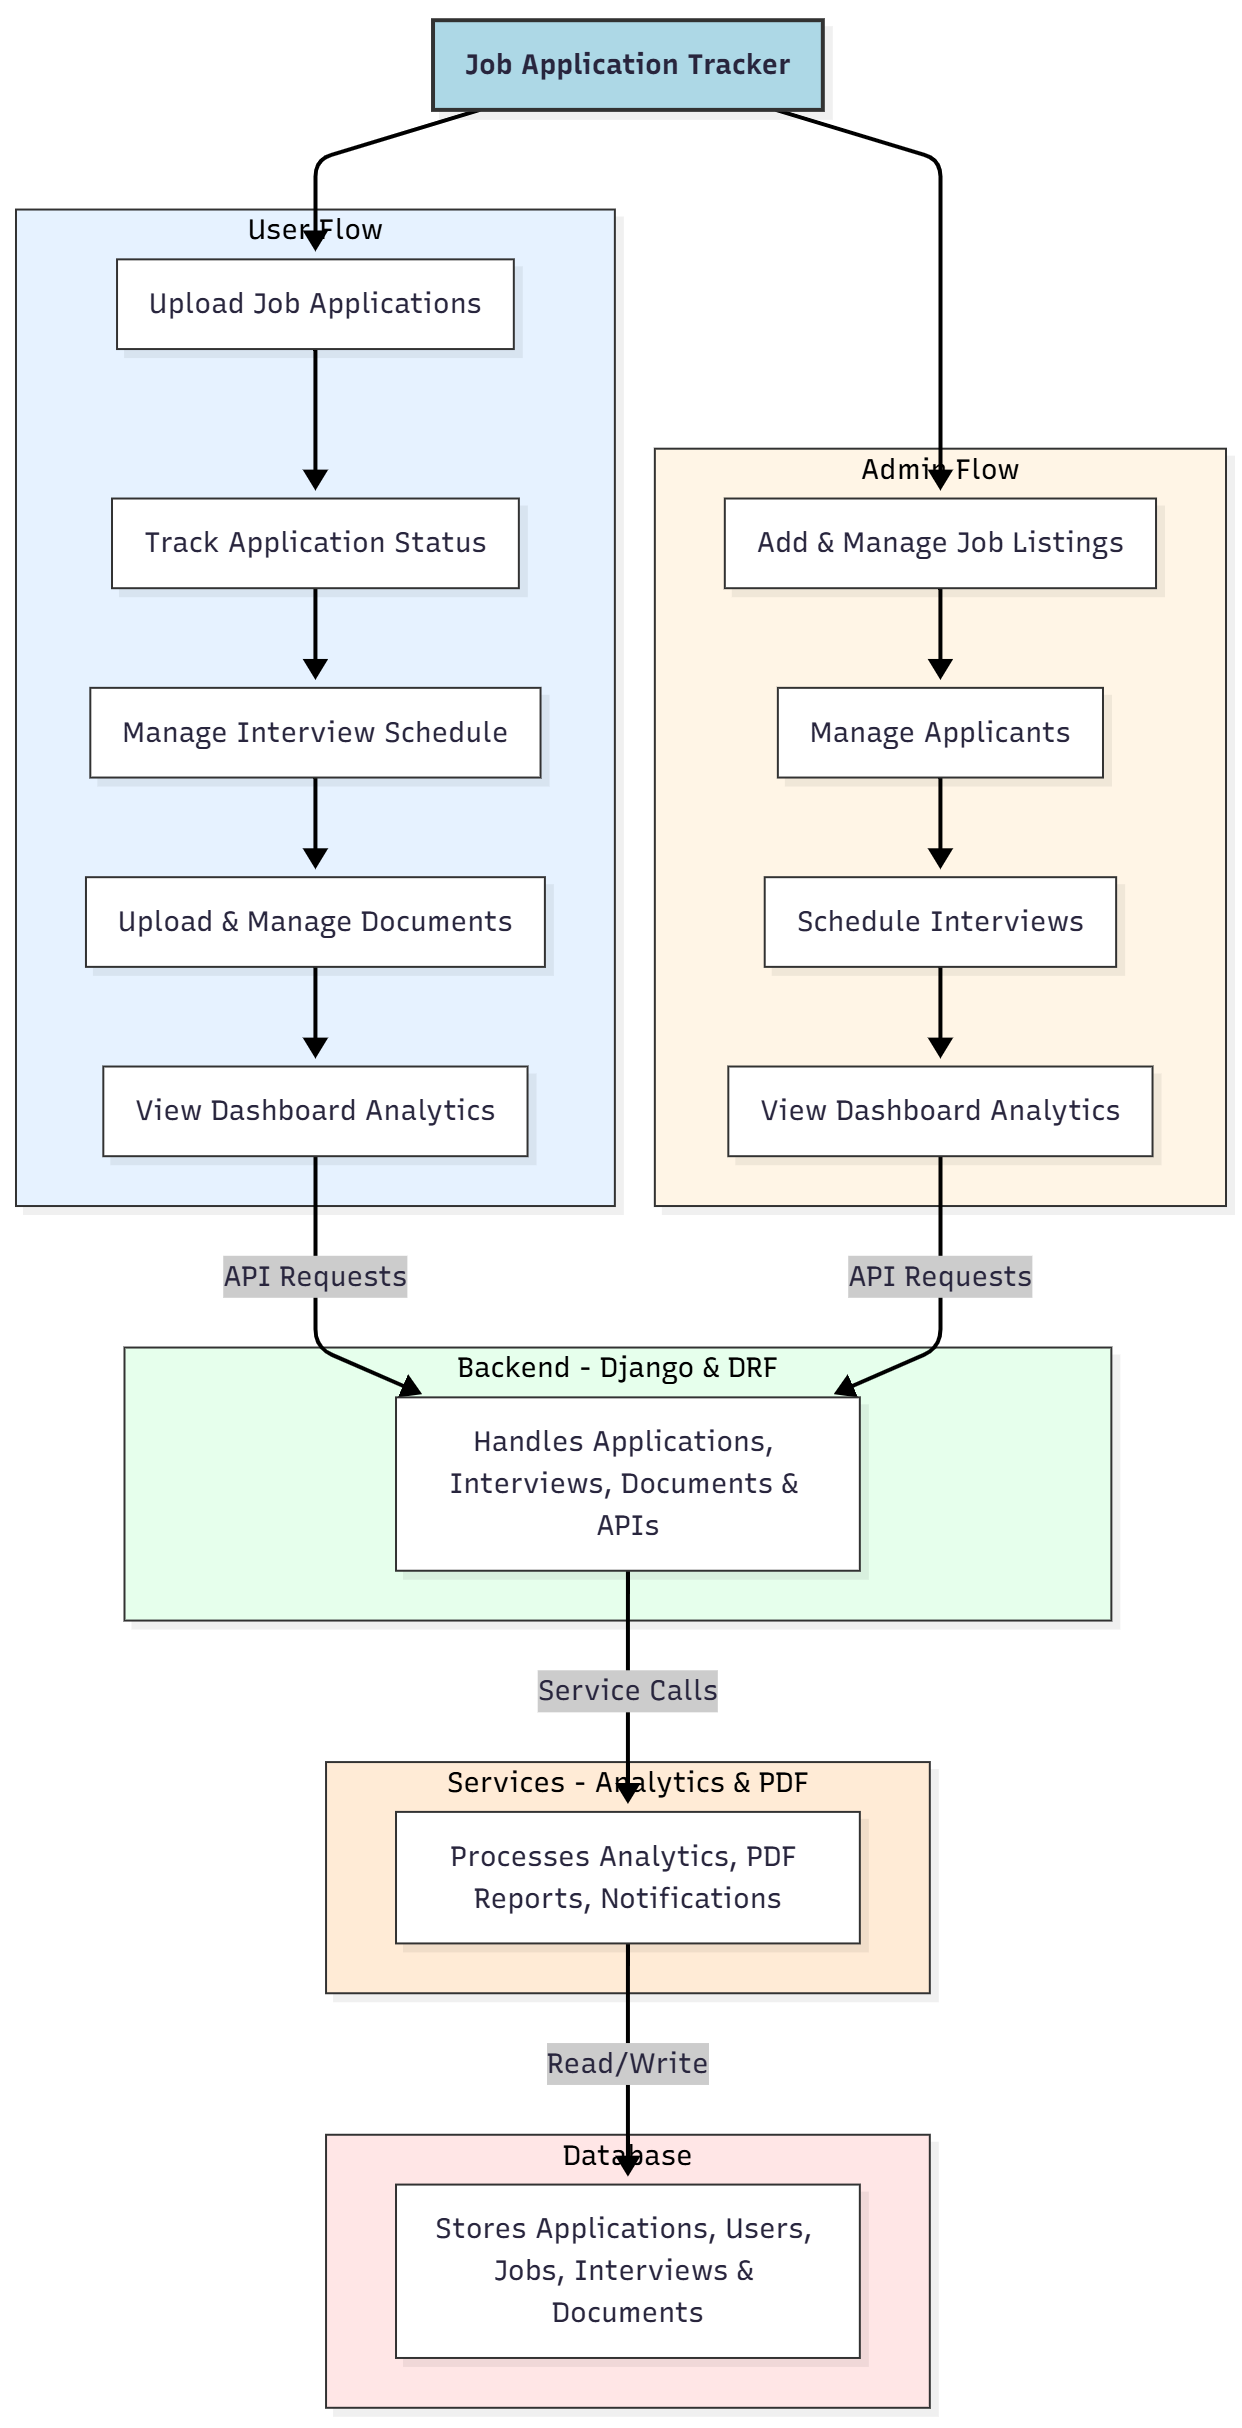 Job Application Tracker
User Flow
Upload Job Applications
Track Application Status
Manage Interview Schedule
Upload & Manage Documents
View Dashboard Analytics
Admin Flow
Add & Manage Job Listings
Manage Applicants
Schedule Interviews
View Dashboard Analytics
API Requests
API Requests
Backend - Django & DRF
Handles Applications,
Interviews, Documents &
APIs
Service Calls
Services - Analytics & PDF
Processes Analytics, PDF
Reports, Notifications
Read/Write
Database
Stores Applications, Users,
Jobs, Interviews &
Documents